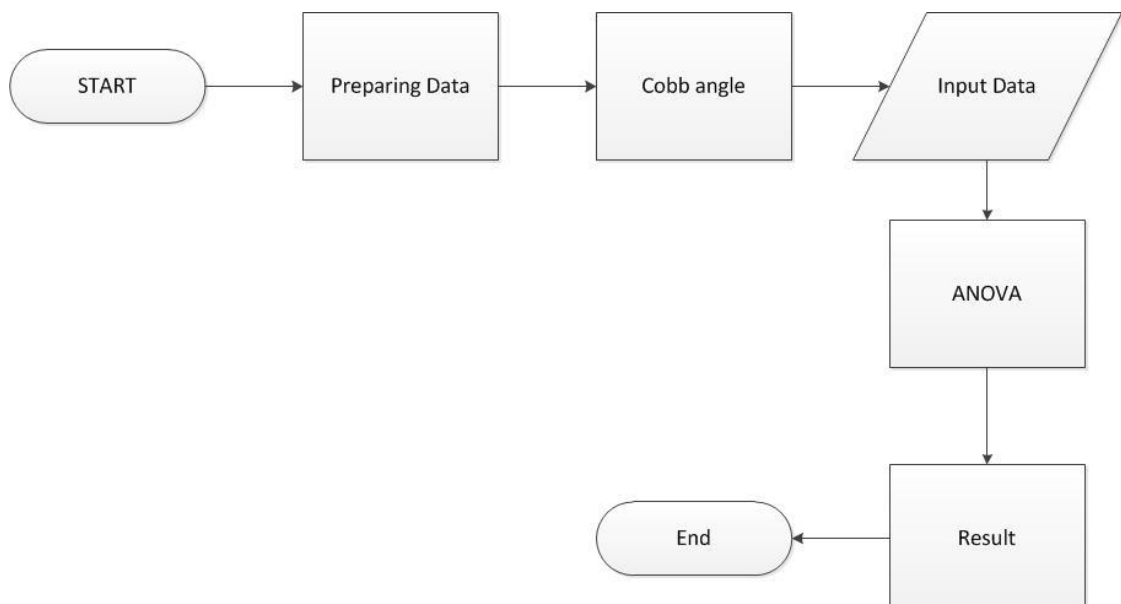 START
Preparing Data
Cobb angle
Input Data
ANOVA
Result
End